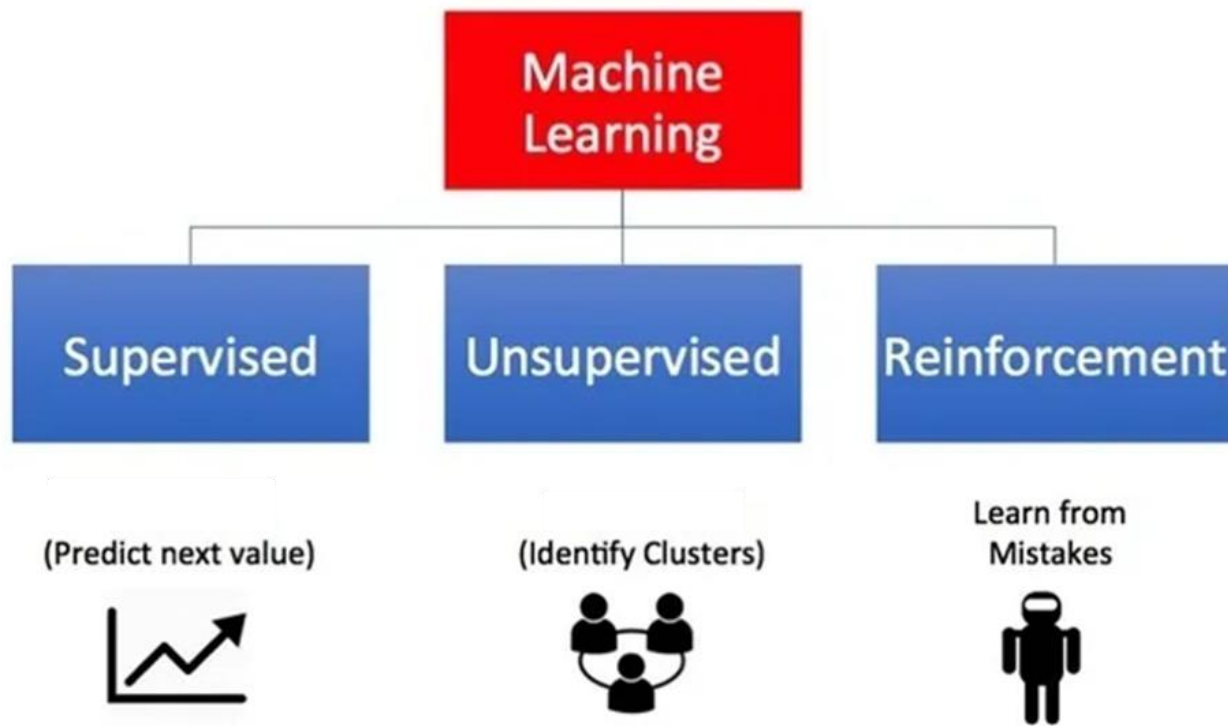 Machine
Learning
Supervised
Unsupervised
Reinforcement
(Predict next value)
(Identify Clusters)
Learn from
Mistakes